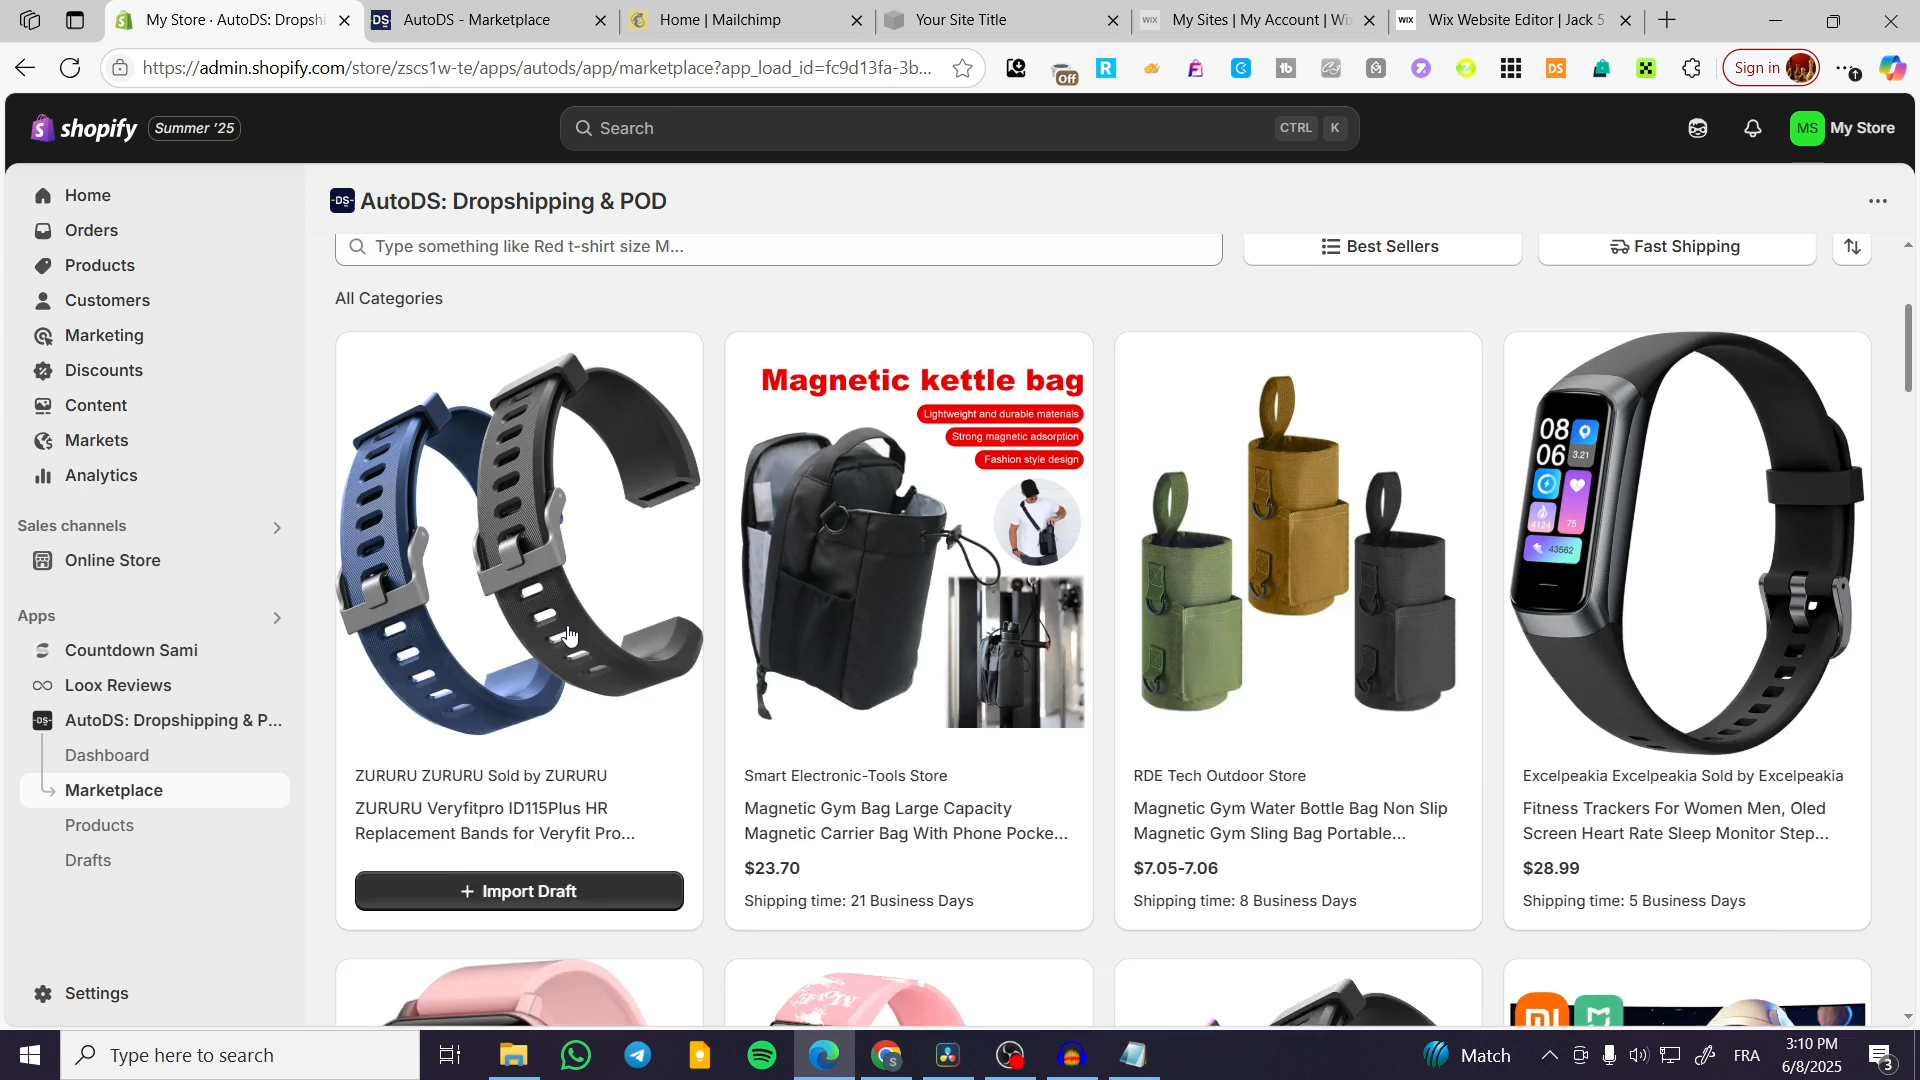 My Store · AutoDS: Dropshi
AutoDS - Marketplace
Home | Mailchimp
Your Site Title
My Sites | My Account | Wi
Wix Website Editor | Jack 5
https://admin.shopify.com/store/zscs1w-te/apps/autods/app/marketplace?app_load_id=fc9d13fa-3b...
Off
Sign in
shopify
Summer '25
Search
CTRL K
MS My Store
Home
Orders
Products
Customers
Marketing
Discounts
Content
Markets
Analytics
Sales channels
Online Store
Apps
Countdown Sami
Loox Reviews
AutoDS: Dropshipping & P...
Dashboard
Marketplace
Products
Drafts
Settings
AutoDS: Dropshipping & POD
Type something like Red t-shirt size M...
Best Sellers
Fast Shipping
All Categories
ZURURU ZURURU Sold by ZURURU
ZURURU Veryfitpro ID115Plus HR
Replacement Bands for Veryfit Pro...
+ Import Draft
Magnetic kettle bag
Lightweight and durable materials
Strong magnetic adsorption
Fashion style design
Smart Electronic-Tools Store
Magnetic Gym Bag Large Capacity
Magnetic Carrier Bag With Phone Pocke...
$23.70
Shipping time: 21 Business Days
RDE Tech Outdoor Store
Magnetic Gym Water Bottle Bag Non Slip
Magnetic Gym Sling Bag Portable...
$7.05-7.06
Shipping time: 8 Business Days
08
06
3.21
4124
75
43562
Excelpeakia Excelpeakia Sold by Excelpeakia
Fitness Trackers For Women Men, Oled
Screen Heart Rate Sleep Monitor Step...
$28.99
Shipping time: 5 Business Days
Type here to search
Match
FRA
3:10 PM
6/8/2025
3